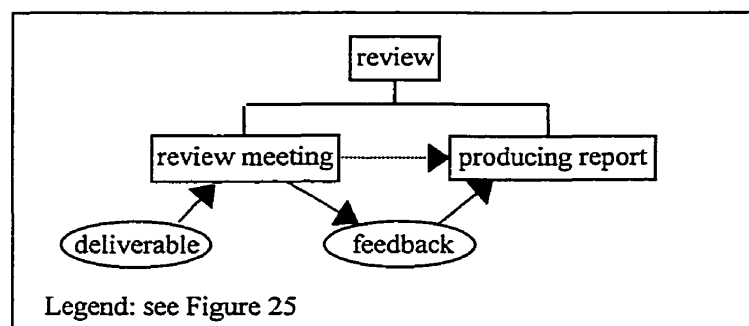 review
review meeting
producing report
deliverable
feedback
Legend: see Figure 25